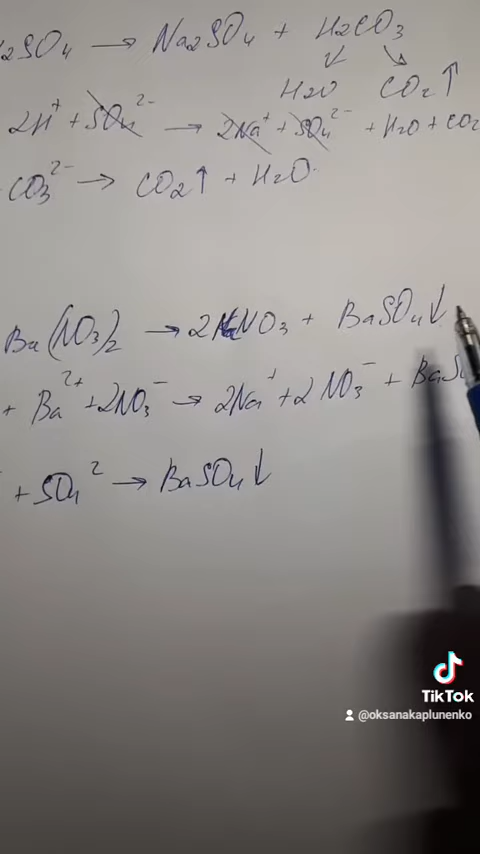 ₂SO₄ → Na₂SO₄ + H₂CO₃
H₂O CO₂↑
2H⁺ + SO₄²⁻ → 2Na⁺ + SO₄²⁻ + H₂O + CO₂
CO₃²⁻ → CO₂↑ + H₂O
Ba(NO₃)₂ → 2NaNO₃ + BaSO₄↓
+ Ba²⁺ + 2NO₃⁻ → 2Na⁺ + 2NO₃⁻ + BaS
+ SO₄² → BaSO₄↓
TikTok
@oksanakaplunenko